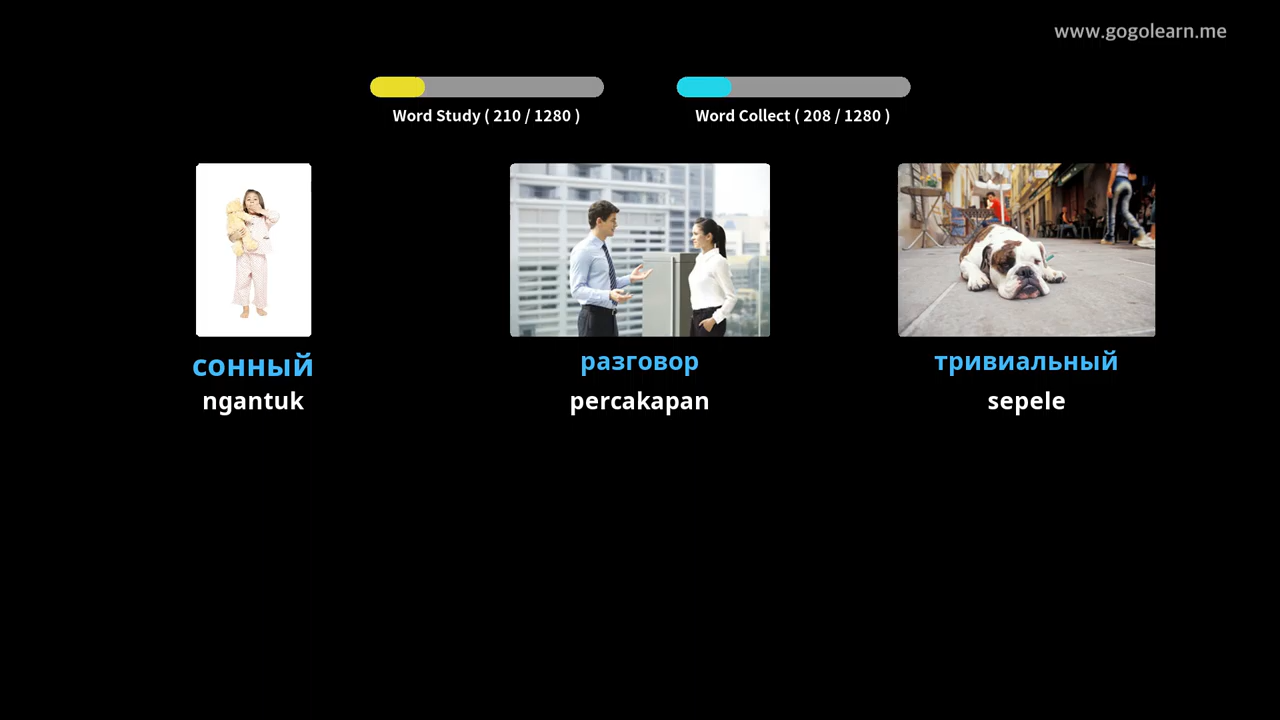 www.gogolearn.me
Word Study ( 210 / 1280 )
Word Collect ( 208 / 1280 )
сонный
разговор
тривиальный
ngantuk
percakapan
sepele